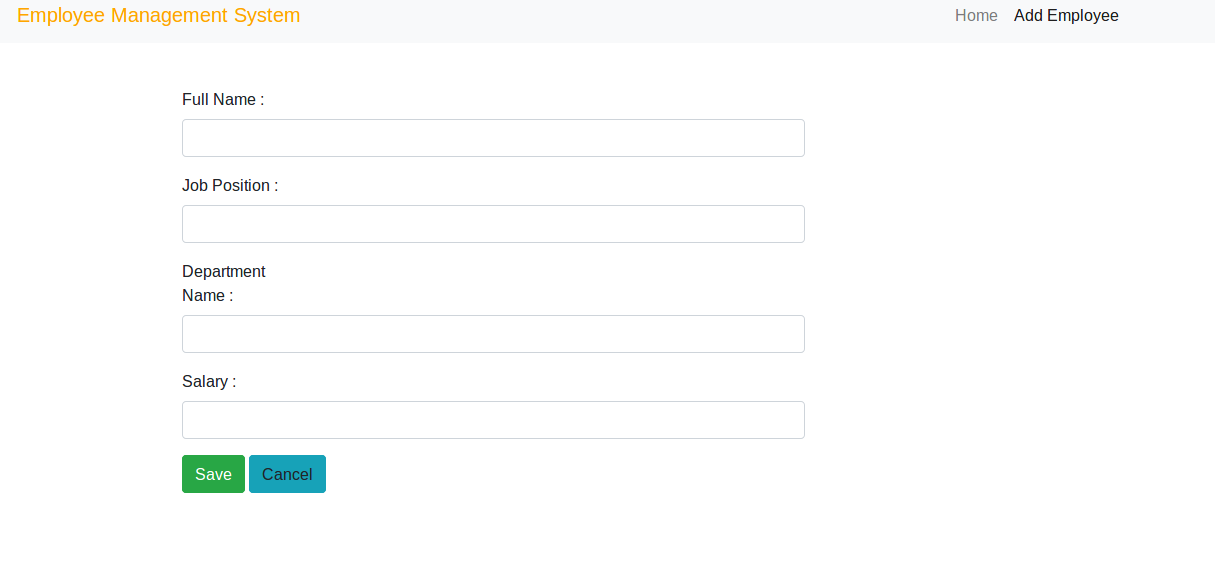 Employee Management System
Home Add Employee
Full Name :
Job Position :
Department
Name :
Salary :
Save Cancel